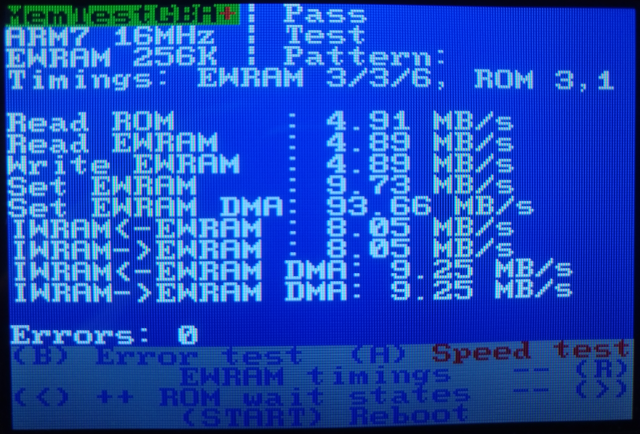 MemTestGBA+ | Pass
ARM7 16MHz | Test
EWRAM 256K | Pattern:
Timings: EWRAM 3/3/6, ROM 3,1
Read ROM : 4.91 MB/s
Read EWRAM : 4.89 MB/s
Write EWRAM : 4.89 MB/s
Set EWRAM : 9.73 MB/s
Set EWRAM DMA: 93.66 MB/s
IWRAM<-EWRAM : 8.05 MB/s
IWRAM->EWRAM : 8.05 MB/s
IWRAM<-EWRAM DMA: 9.25 MB/s
IWRAM->EWRAM DMA: 9.25 MB/s
Errors: 0
(B) Error test (A) Speed test
EWRAM timings -- (R)
(<) ++ ROM wait states -- (>)
(START) Reboot